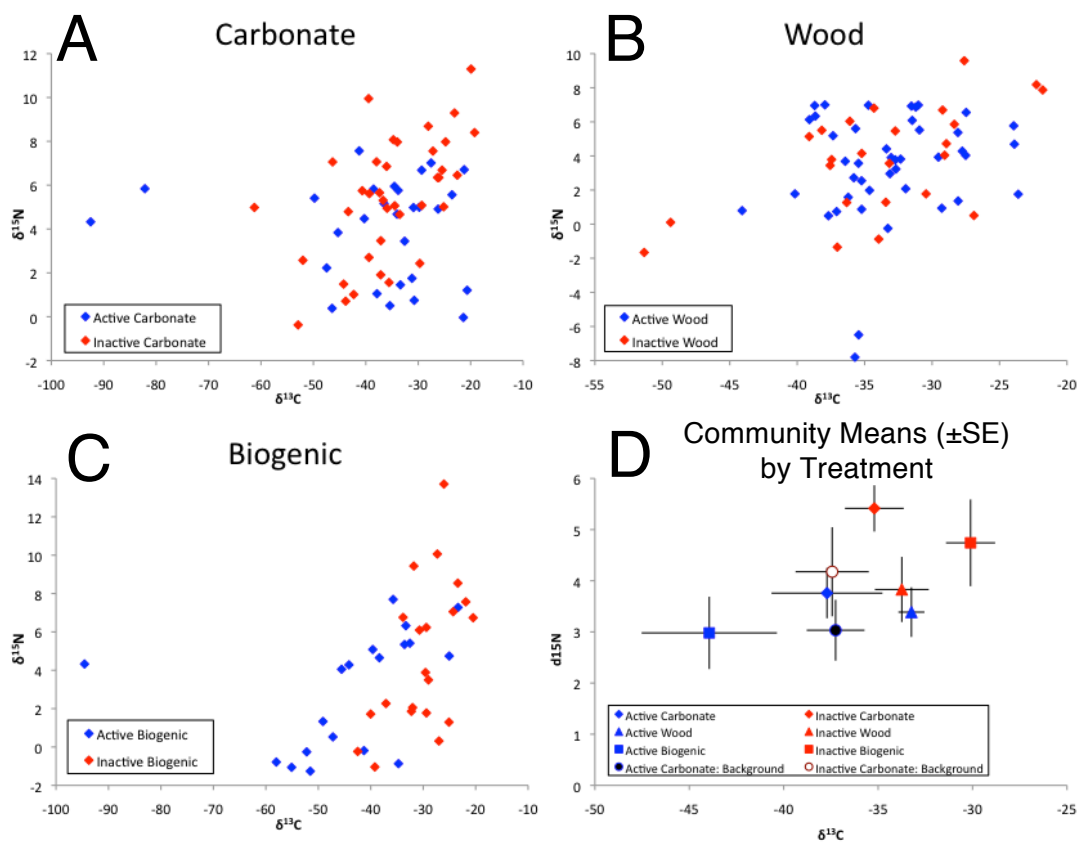 A
Carbonate
12
10
8
6
4
2
0
-2
δ15N
-100
-90
-80
-70
-60
-50
-40
-30
-20
-10
δ13C
Active Carbonate
Inactive Carbonate
B
Wood
10
8
6
4
2
0
-2
-4
-6
-8
δ15N
-55
-50
-45
-40
-35
-30
-25
-20
δ13C
Active Wood
Inactive Wood
C
Biogenic
14
12
10
8
6
4
2
0
-2
δ15N
-100
-90
-80
-70
-60
-50
-40
-30
-20
δ13C
Active Biogenic
Inactive Biogenic
D
Community Means (±SE)
by Treatment
6
5
4
3
2
1
0
d15N
-50
-45
-40
-35
-30
-25
δ13C
Active Carbonate
Inactive Carbonate
Active Wood
Inactive Wood
Active Biogenic
Inactive Biogenic
Active Carbonate: Background
Inactive Carbonate: Background